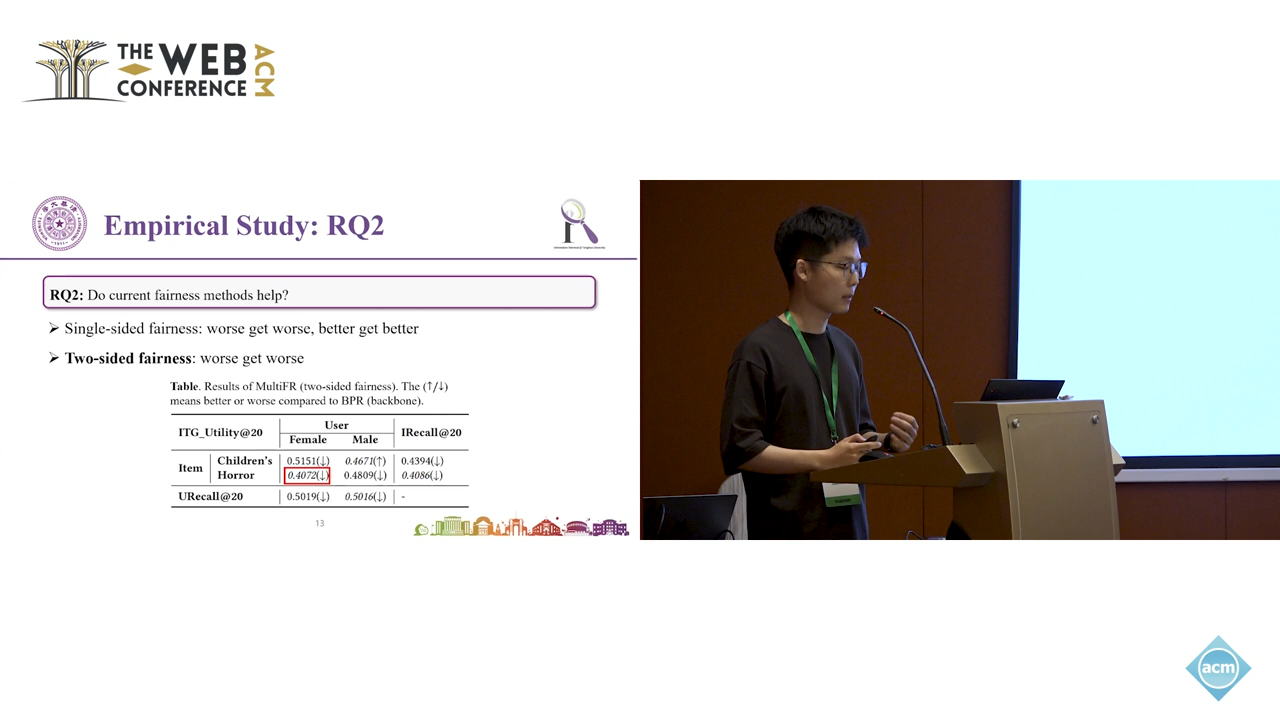 THE WEB
CONFERENCE
ACM
Empirical Study: RQ2
RQ2: Do current fairness methods help?
➢ Single-sided fairness: worse get worse, better get better
➢ Two-sided fairness: worse get worse
Table. Results of MultiFR (two-sided fairness). The (↑/↓)
means better or worse compared to BPR (backbone).
ITG_Utility@20 User IRecall@20
Female Male
Item Children's 0.5151(↓) 0.4671(↑) 0.4394(↓)
Horror 0.4072(↓) 0.4809(↓) 0.4086(↓)
URecall@20 0.5019(↓) 0.5016(↓) -
13
acm